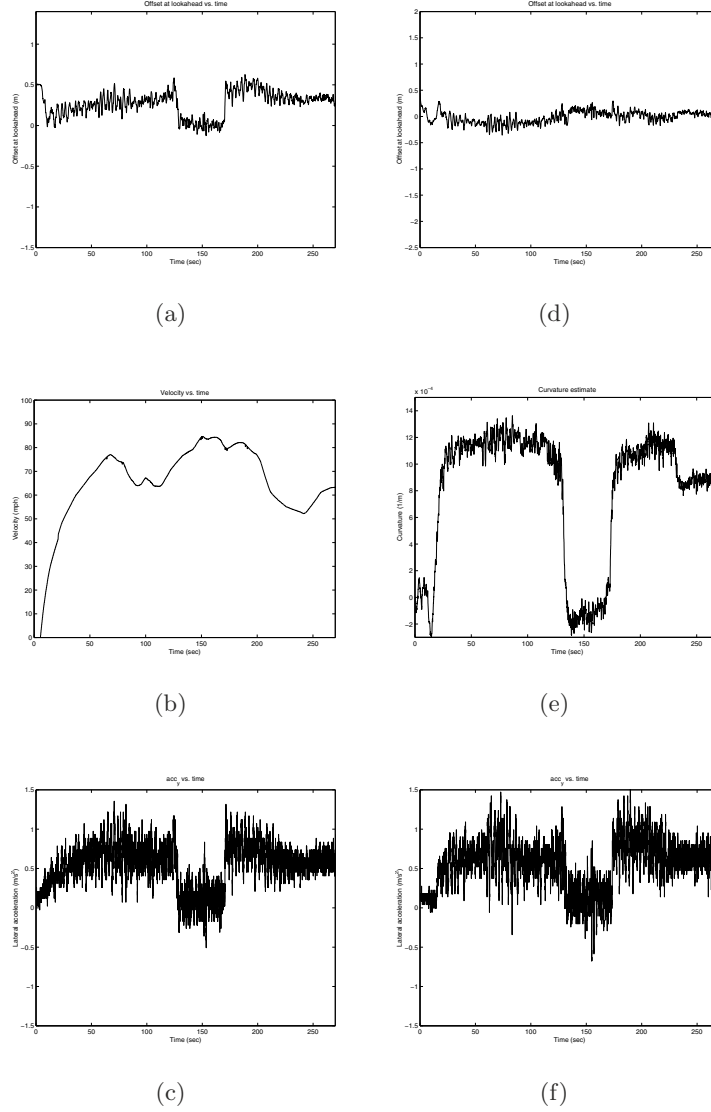 Offset at lookahead vs. time
Offset at lookahead (m)
1
0.5
0
−0.5
−1
−1.5
0 50 100 150 200 250
Time (sec)
(a)
Offset at lookahead vs. time
Offset at lookahead (m)
2
1.5
1
0.5
0
−0.5
−1
−1.5
−2
−2.5
0 50 100 150 200 250
Time (sec)
(d)
Velocity vs. time
Velocity (mph)
100
90
80
70
60
50
40
30
20
10
0
0 50 100 150 200 250
Time (sec)
(b)
Curvature estimate
x 10⁻⁴
Curvature (1/m)
14
12
10
8
6
4
2
0
−2
0 50 100 150 200 250
Time (sec)
(e)
acc_y vs. time
Lateral acceleration (m/s²)
1.5
1
0.5
0
−0.5
−1
−1.5
0 50 100 150 200 250
Time (sec)
(c)
acc_y vs. time
Lateral acceleration (m/s²)
1.5
1
0.5
0
−0.5
−1
−1.5
0 50 100 150 200 250
Time (sec)
(f)